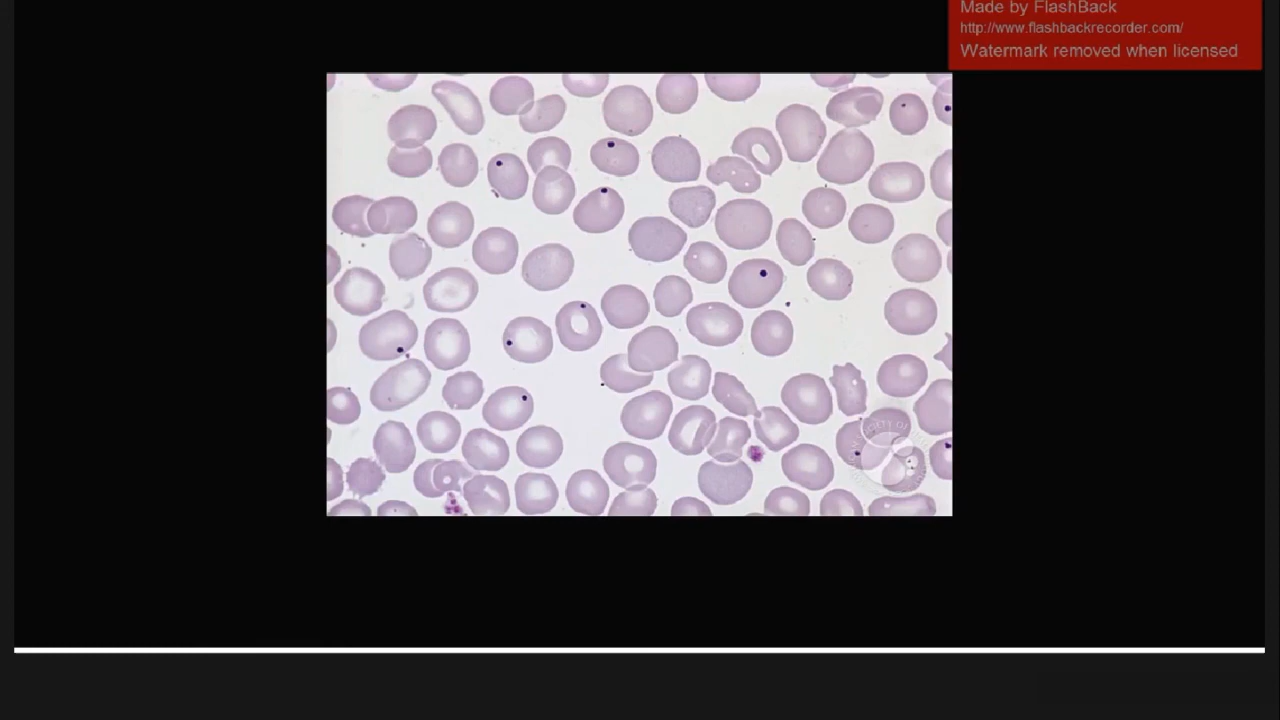 Made by FlashBack
http://www.flashbackrecorder.com/
Watermark removed when licensed